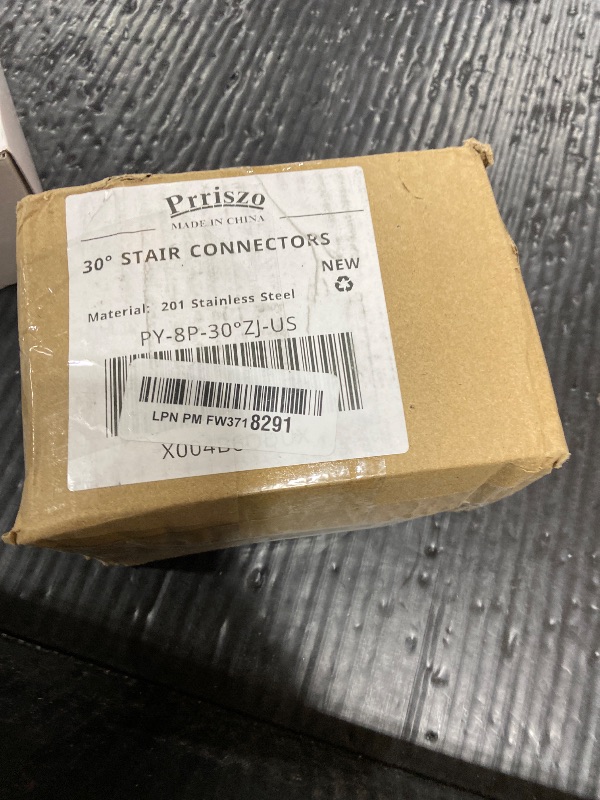 Prriszo
MADE IN CHINA
30° STAIR CONNECTORS
NEW
Material: 201 Stainless Steel
PY-8P-30°ZJ-US
LPN PM FW3718291